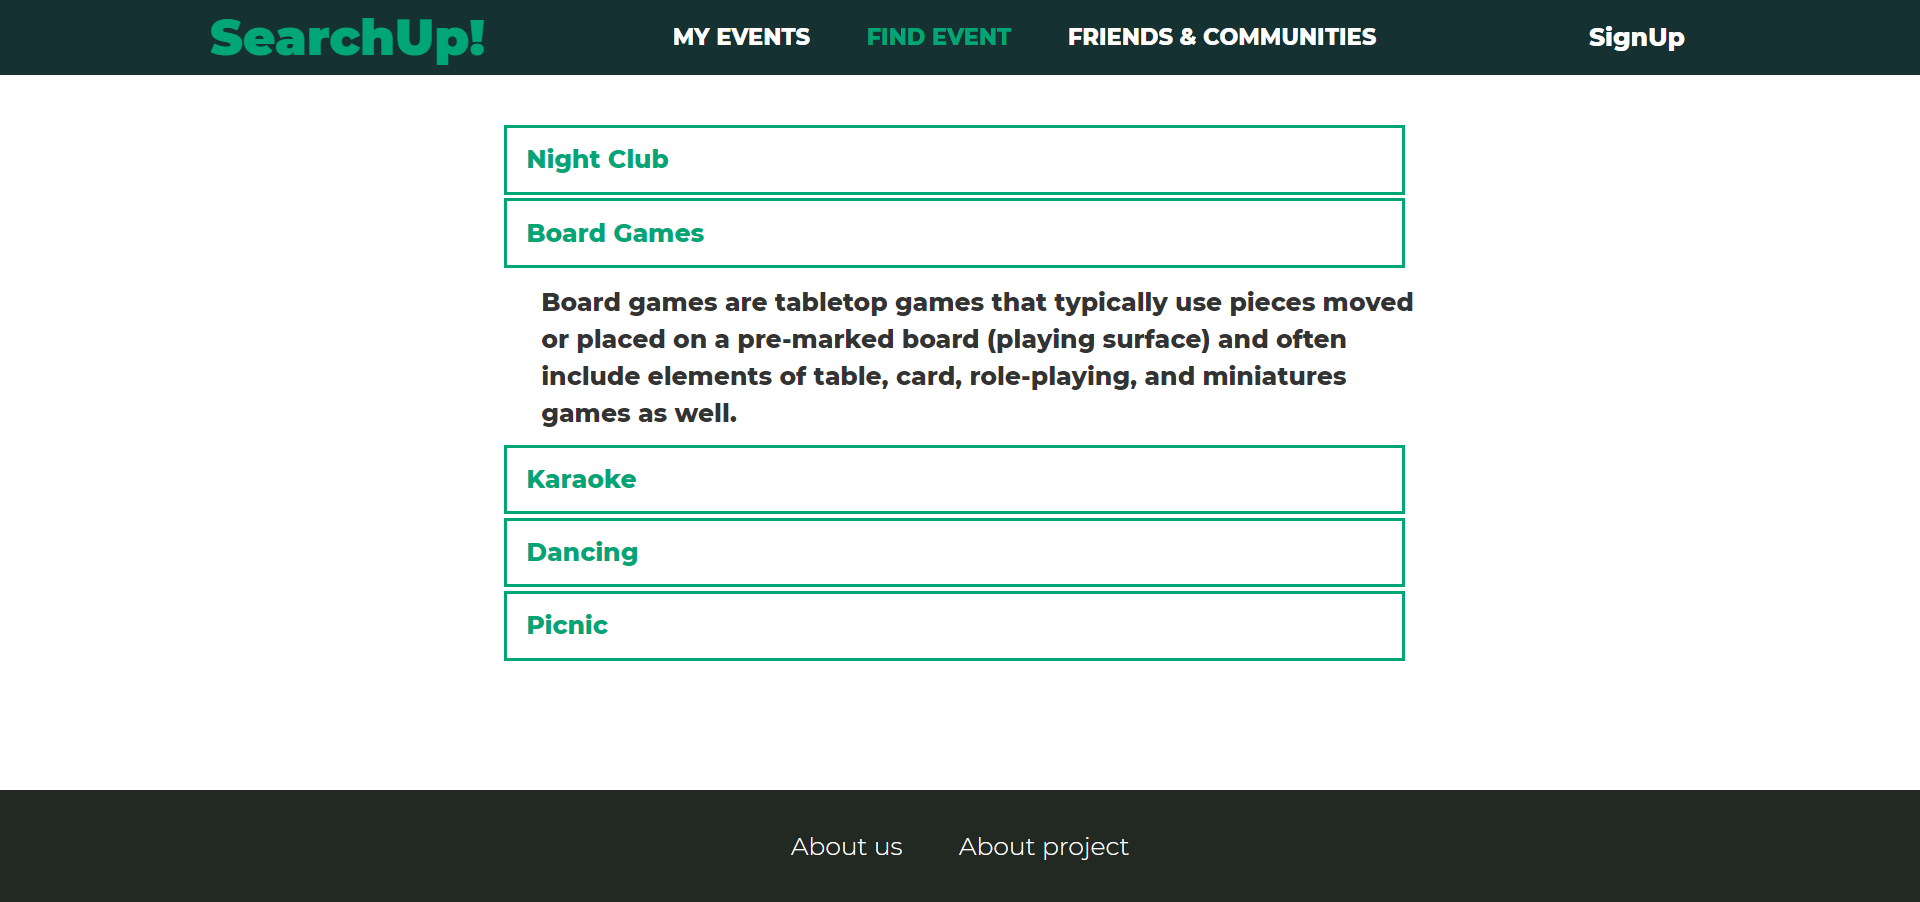 SearchUp!
MY EVENTS
FIND EVENT
FRIENDS & COMMUNITIES
SignUp
Night Club
Board Games
Board games are tabletop games that typically use pieces moved
or placed on a pre-marked board (playing surface) and often
include elements of table, card, role-playing, and miniatures
games as well.
Karaoke
Dancing
Picnic
About us
About project